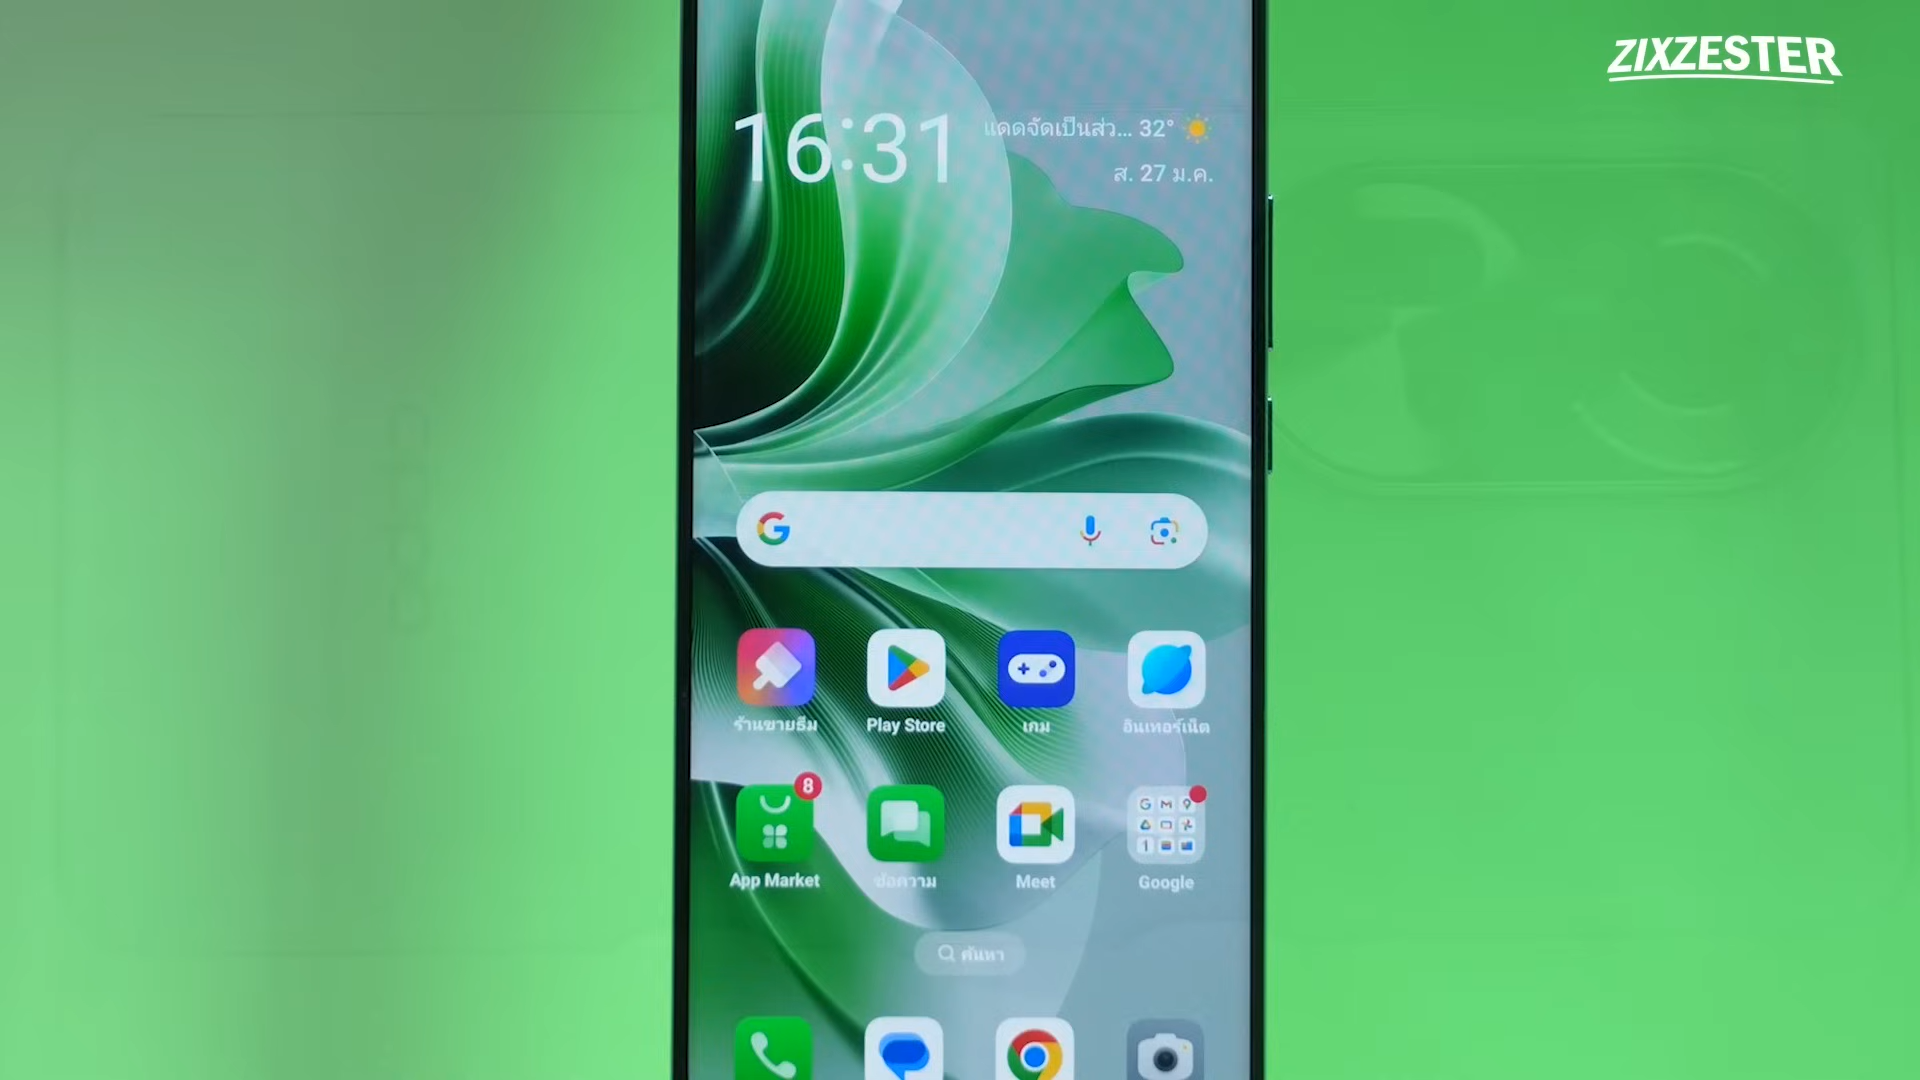 ZIXZESTER
16:31
แดดจัดเป็นส่ว... 32°
ส. 27 ม.ค.
ร้านขายธีม
Play Store
เกม
อินเทอร์เน็ต
8
App Market
ข้อความ
Meet
Google
ค้นหา